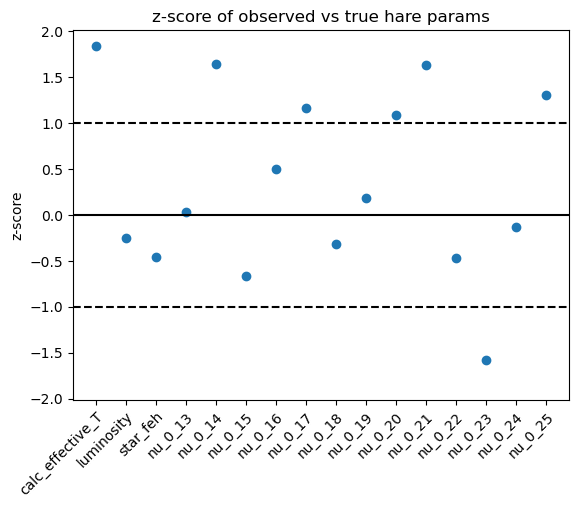 z-score of observed vs true hare params
2.0
1.5
1.0
0.5
0.0
−0.5
−1.0
−1.5
−2.0
z-score
calc_effective_T
luminosity
star_feh
nu_0_13
nu_0_14
nu_0_15
nu_0_16
nu_0_17
nu_0_18
nu_0_19
nu_0_20
nu_0_21
nu_0_22
nu_0_23
nu_0_24
nu_0_25